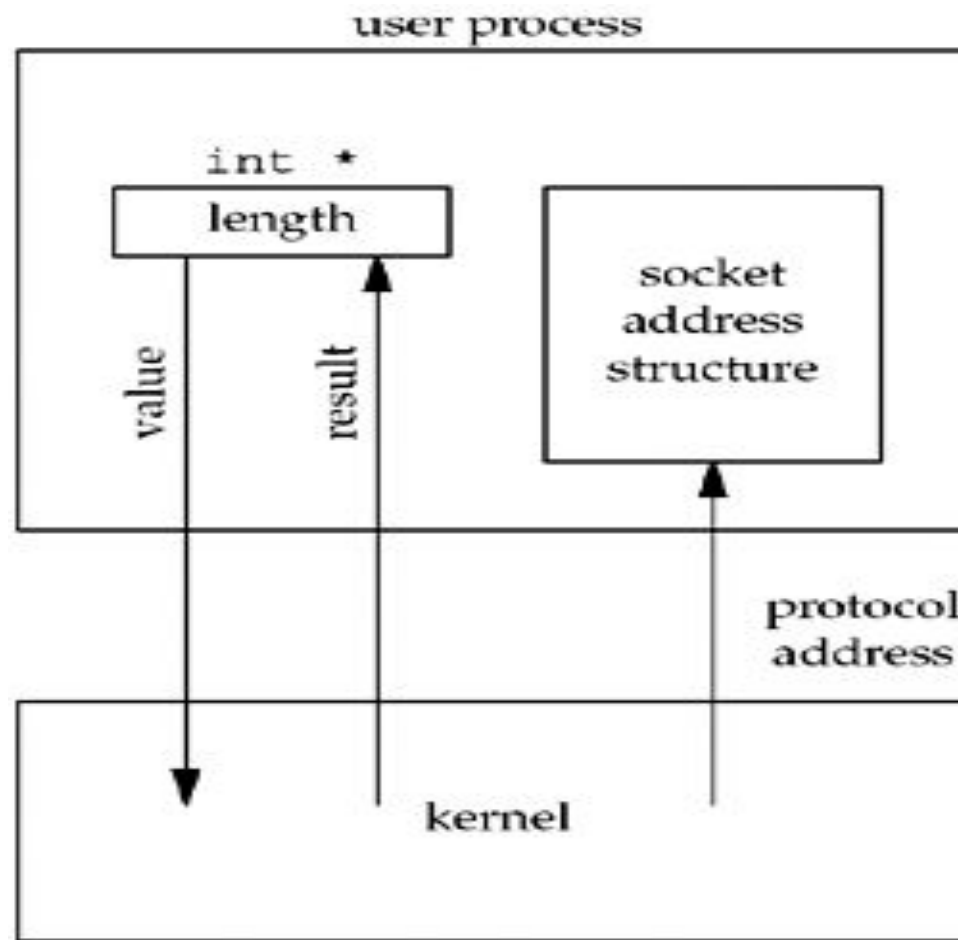 user process
int *
length
socket
address
structure
value
result
protocol
address
kernel